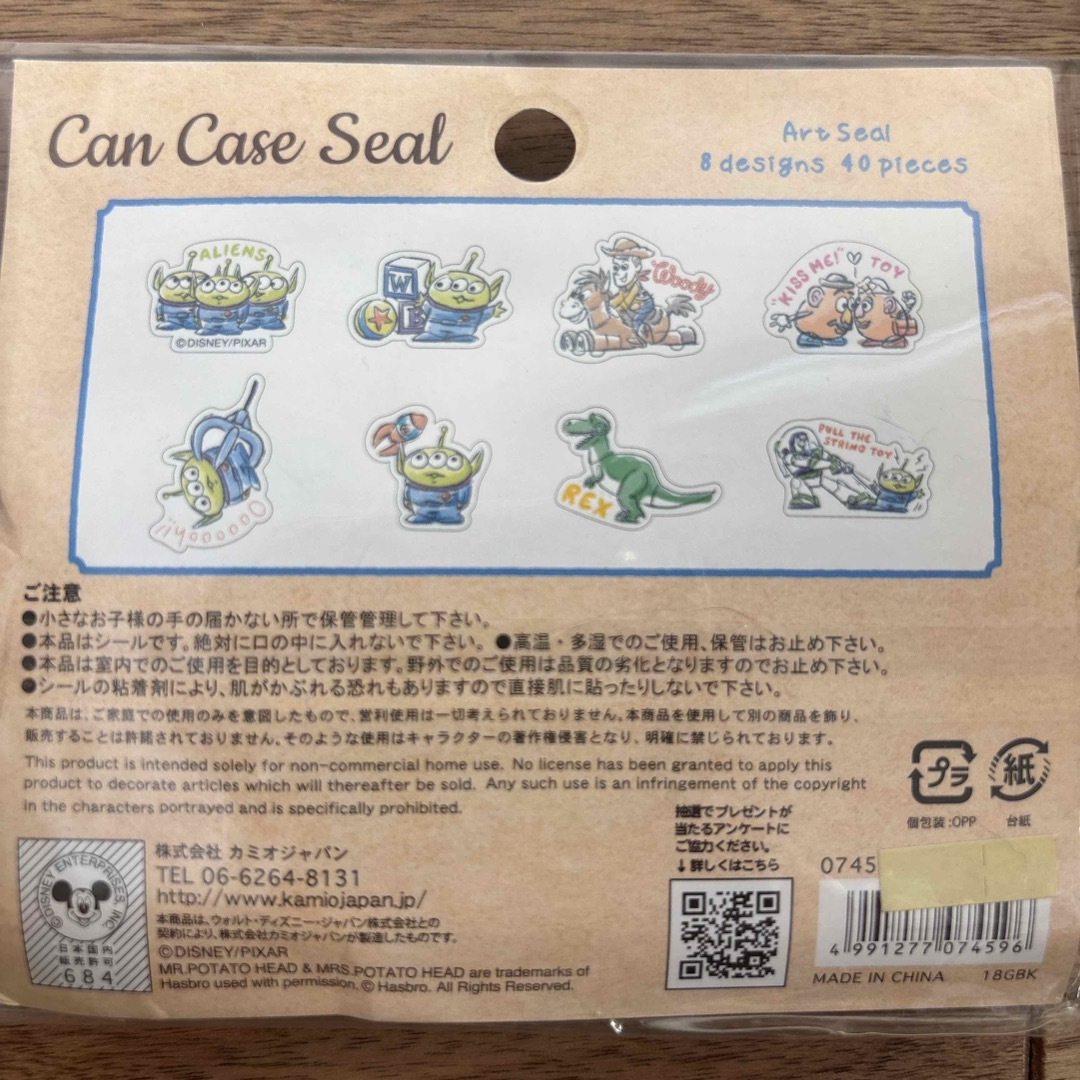 Can Case Seal
Art Seal
8 designs 40 pieces
ALIENS
©DISNEY/PIXAR
W
B
Woody
"KISS ME!" TOY
REX
PULL THE
STRING TOY
ご注意
●小さなお子様の手の届かない所で保管管理して下さい。
●本品はシールです。絶対に口の中に入れないで下さい。 ●高温・多湿でのご使用、保管はお止め下さい。
●本品は室内でのご使用を目的としております。野外でのご使用は品質の劣化となりますのでお止め下さい。
●シールの粘着剤により、肌がかぶれる恐れもありますので直接肌に貼ったりしないで下さい。
本商品は、ご家庭での使用のみを意図したもので、営利使用は一切考えられておりません。本商品を使用して別の商品を飾り、
販売することは許諾されておりません。そのような使用はキャラクターの著作権侵害となり、明確に禁じられております。
This product is intended solely for non-commercial home use. No license has been granted to apply this
product to decorate articles which will thereafter be sold. Any such use is an infringement of the copyright
in the characters portrayed and is specifically prohibited.
プラ
紙
個包装:OPP
台紙
抽選でプレゼントが
当たるアンケートに
ご協力ください。
↓詳しくはこちら
©DISNEY ENTERPRISES, INC.
日本国内
販売許可
684
株式会社 カミオジャパン
TEL 06-6264-8131
http://www.kamiojapan.jp/
本商品は、ウォルト・ディズニー・ジャパン株式会社との
契約により、株式会社カミオジャパンが製造したものです。
©DISNEY/PIXAR
MR.POTATO HEAD & MRS.POTATO HEAD are trademarks of
Hasbro used with permission. © Hasbro. All Rights Reserved.
0745
4 991277 074596
MADE IN CHINA 18GBK